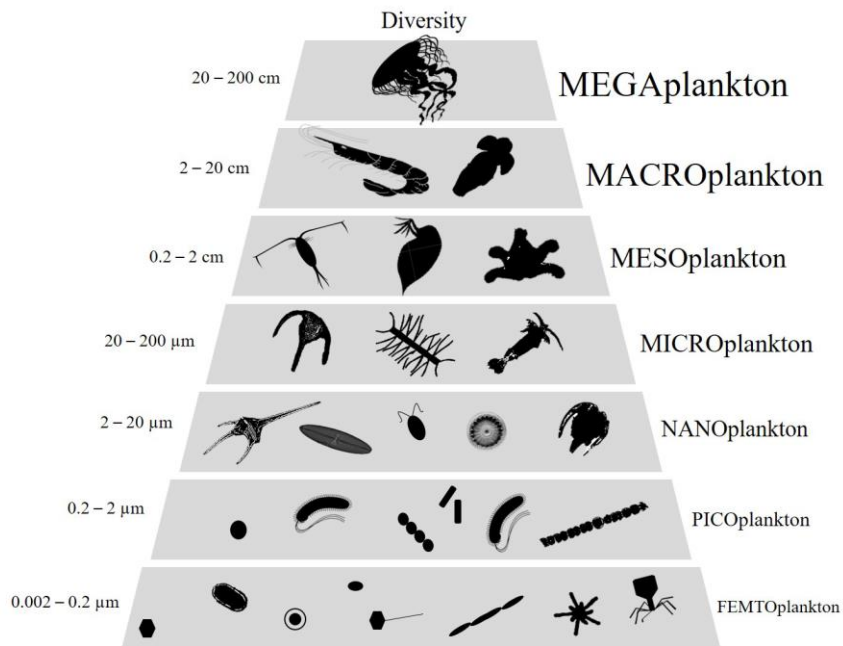 Diversity
20 – 200 cm MEGAplankton
2 – 20 cm MACROplankton
0.2 – 2 cm MESOplankton
20 – 200 µm MICROplankton
2 – 20 µm NANOplankton
0.2 – 2 µm PICOplankton
0.002 – 0.2 µm FEMTOplankton